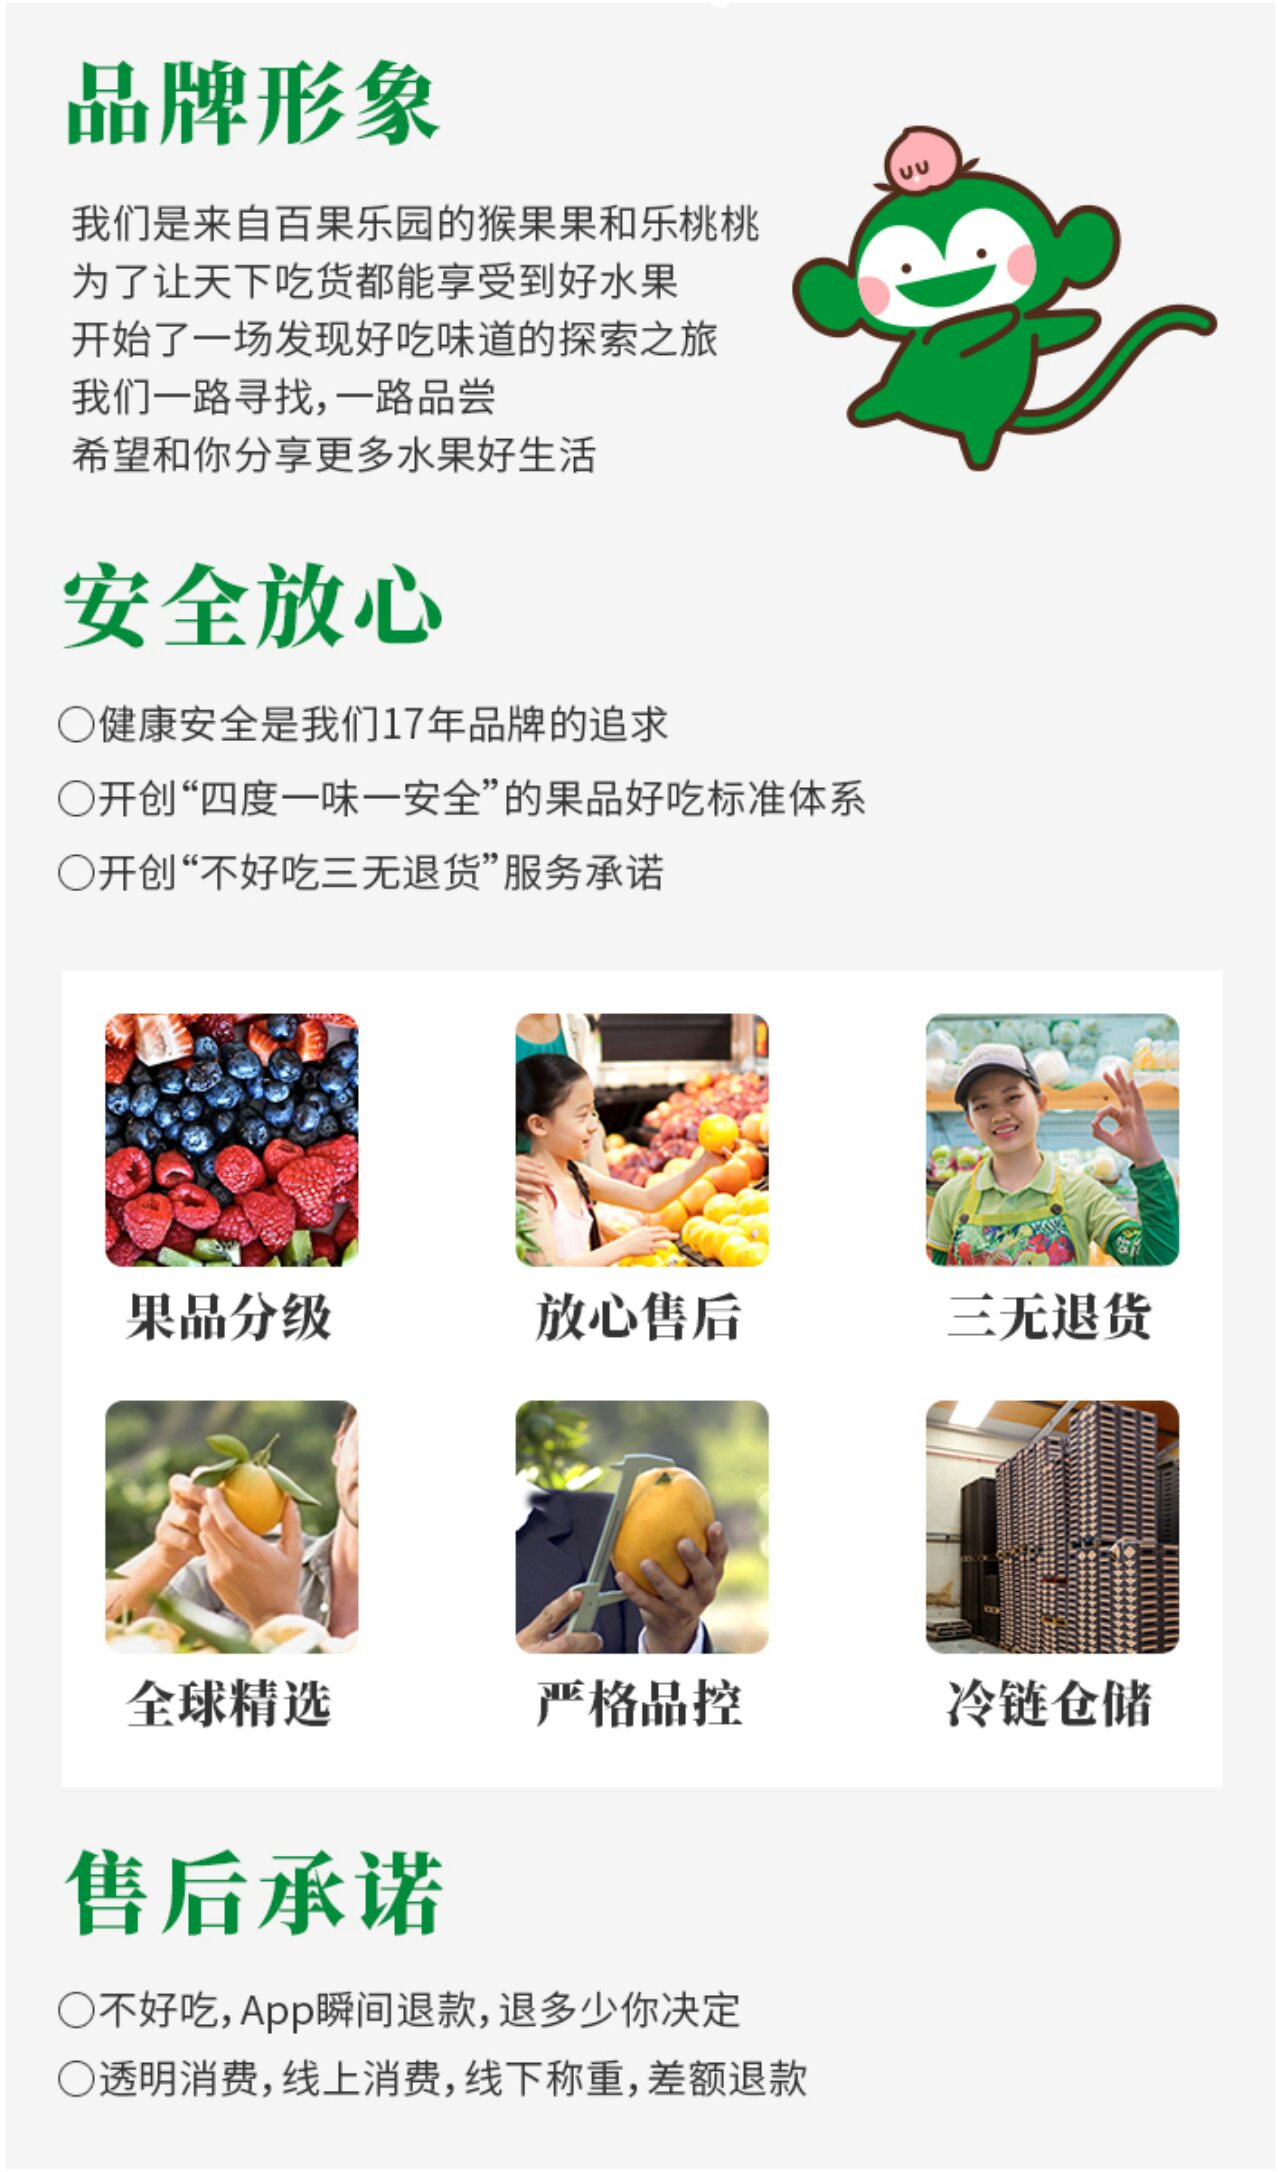 品牌形象
我们是来自百果乐园的猴果果和乐桃桃
为了让天下吃货都能享受到好水果
开始了一场发现好吃味道的探索之旅
我们一路寻找，一路品尝
希望和你分享更多水果好生活
安全放心
○健康安全是我们17年品牌的追求
○开创“四度一味一安全”的果品好吃标准体系
○开创“不好吃三无退货”服务承诺
果品分级
放心售后
三无退货
全球精选
严格品控
冷链仓储
售后承诺
○不好吃，App瞬间退款，退多少你决定
○透明消费，线上消费，线下称重，差额退款